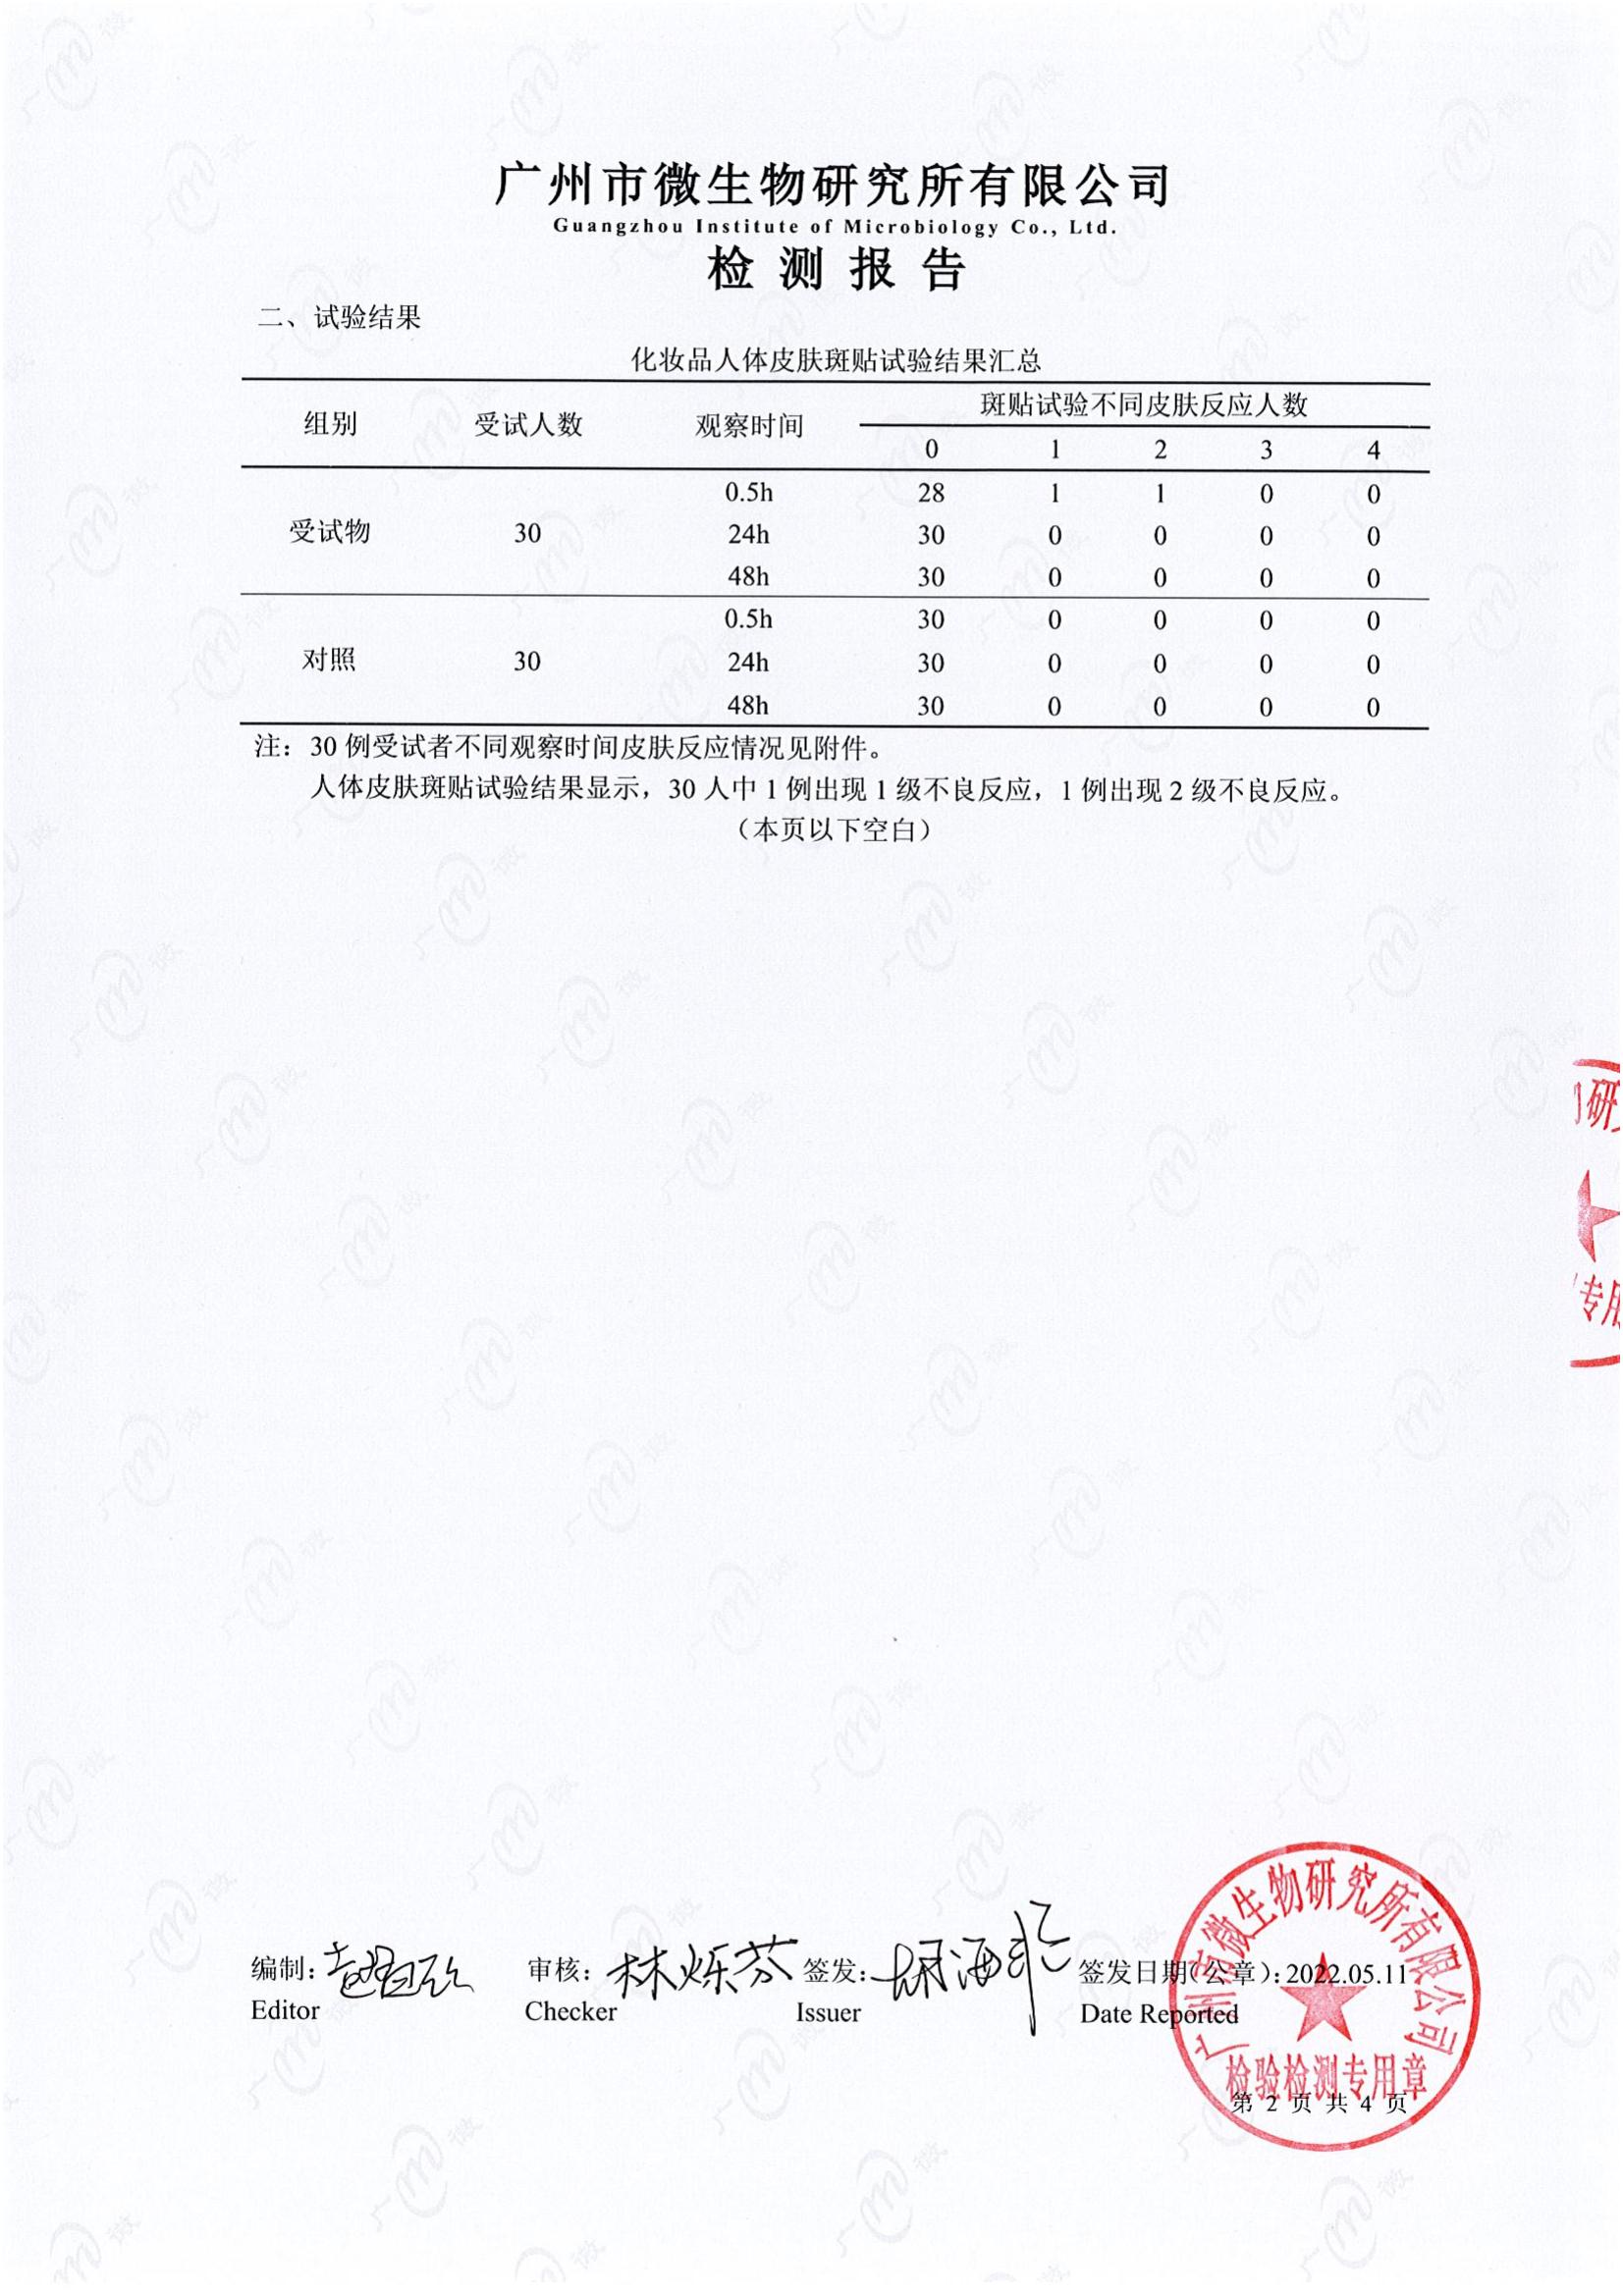 广州市微生物研究所有限公司
Guangzhou Institute of Microbiology Co., Ltd.
检测报告
二、试验结果
化妆品人体皮肤斑贴试验结果汇总
组别 受试人数 观察时间 斑贴试验不同皮肤反应人数
0 1 2 3 4
0.5h 28 1 1 0 0
受试物 30 24h 30 0 0 0 0
48h 30 0 0 0 0
0.5h 30 0 0 0 0
对照 30 24h 30 0 0 0 0
48h 30 0 0 0 0
注：30 例受试者不同观察时间皮肤反应情况见附件。
人体皮肤斑贴试验结果显示，30 人中 1 例出现 1 级不良反应，1 例出现 2 级不良反应。
（本页以下空白）
研
专用
编制： 审核：林烁芬 签发： 签发日期（公章）：2022.05.11
Editor Checker Issuer Date Reported
广州市微生物研究所有限公司
检验检测专用章
第 2 页 共 4 页